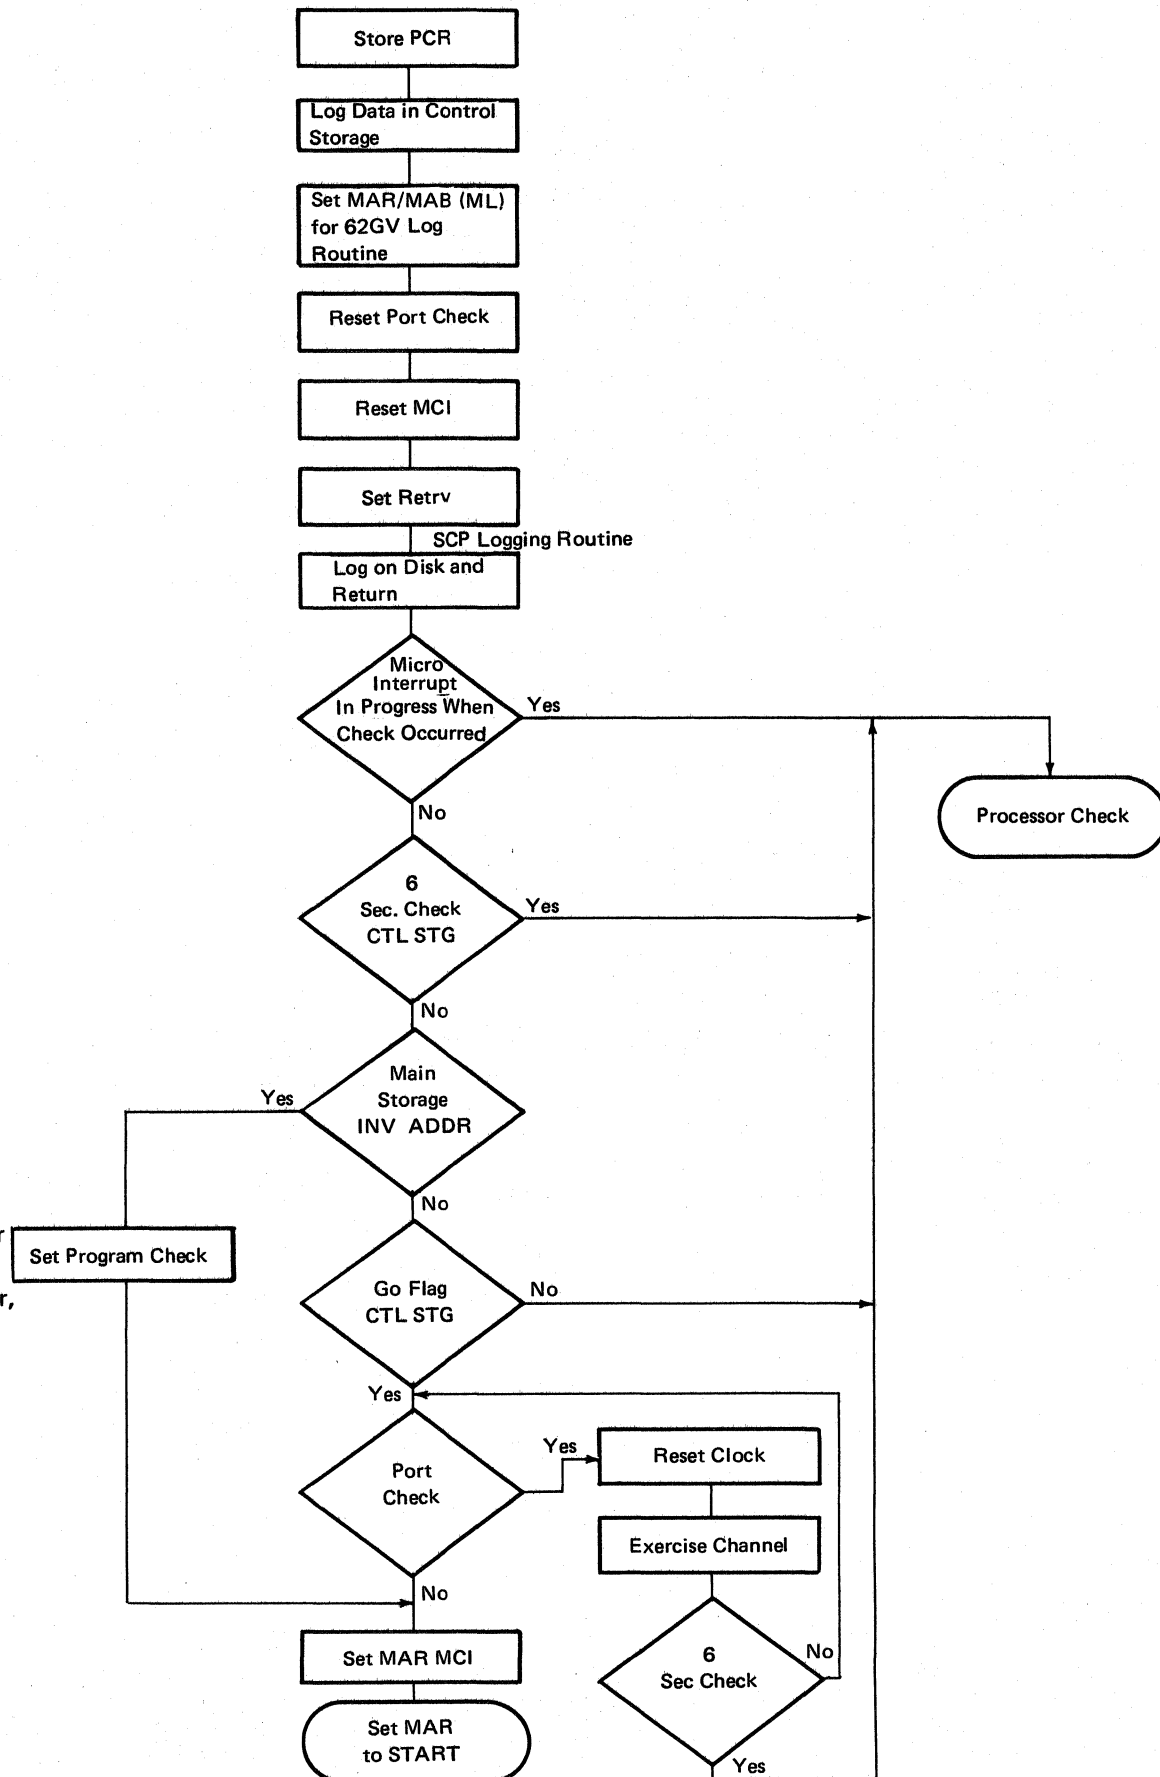 Store PCR
Log Data in Control
Storage
Set MAR/MAB (ML)
for 62GV Log
Routine
Reset Port Check
Reset MCI
Set Retrv
SCP Logging Routine
Log on Disk and
Return
Micro
Interrupt
In Progress When
Check Occurred
Yes
Processor Check
No
6
Sec. Check
CTL STG
Yes
No
Main
Storage
INV ADDR
Yes
No
r
Set Program Check
r,
Go Flag
CTL STG
No
Yes
Port
Check
Yes
Reset Clock
Exercise Channel
No
6
Sec Check
No
Yes
Set MAR MCI
Set MAR
to START